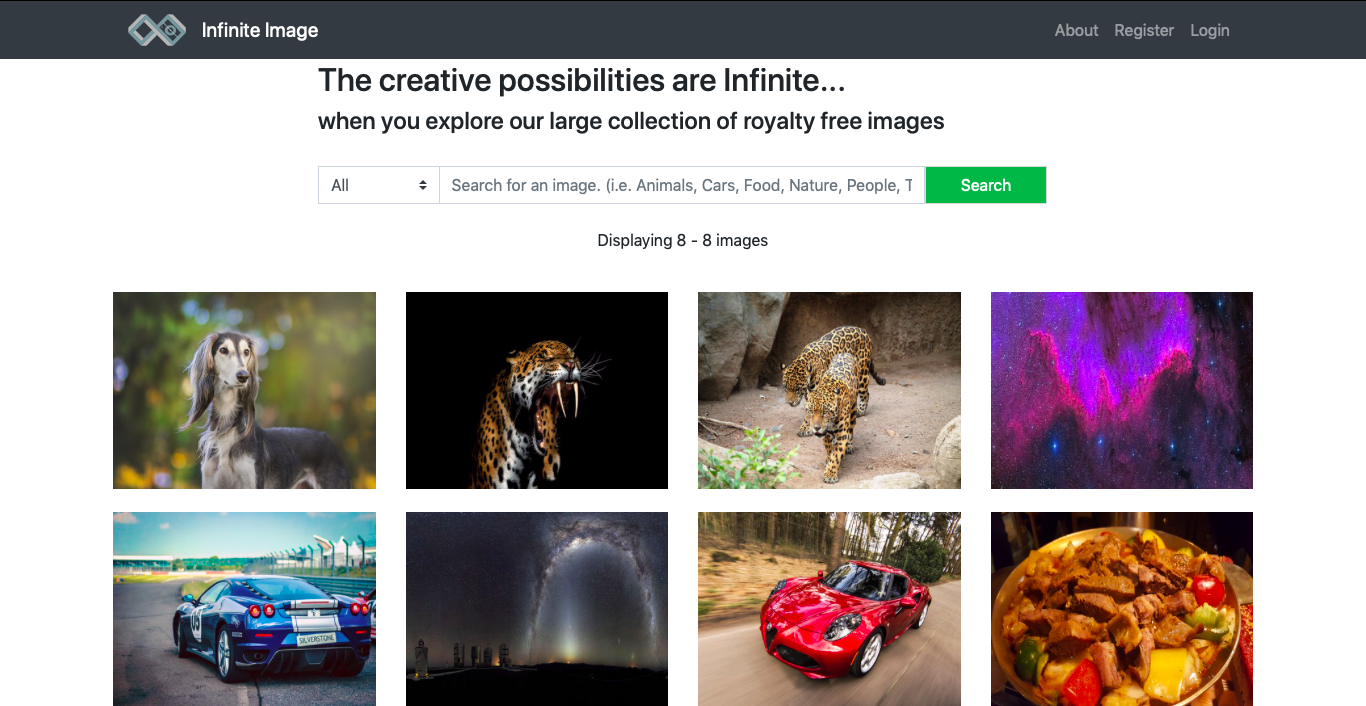 Infinite Image About Register Login
The creative possibilities are Infinite...
when you explore our large collection of royalty free images
All Search for an image. (i.e. Animals, Cars, Food, Nature, People, T Search
Displaying 8 - 8 images
05
SILVERSTONE